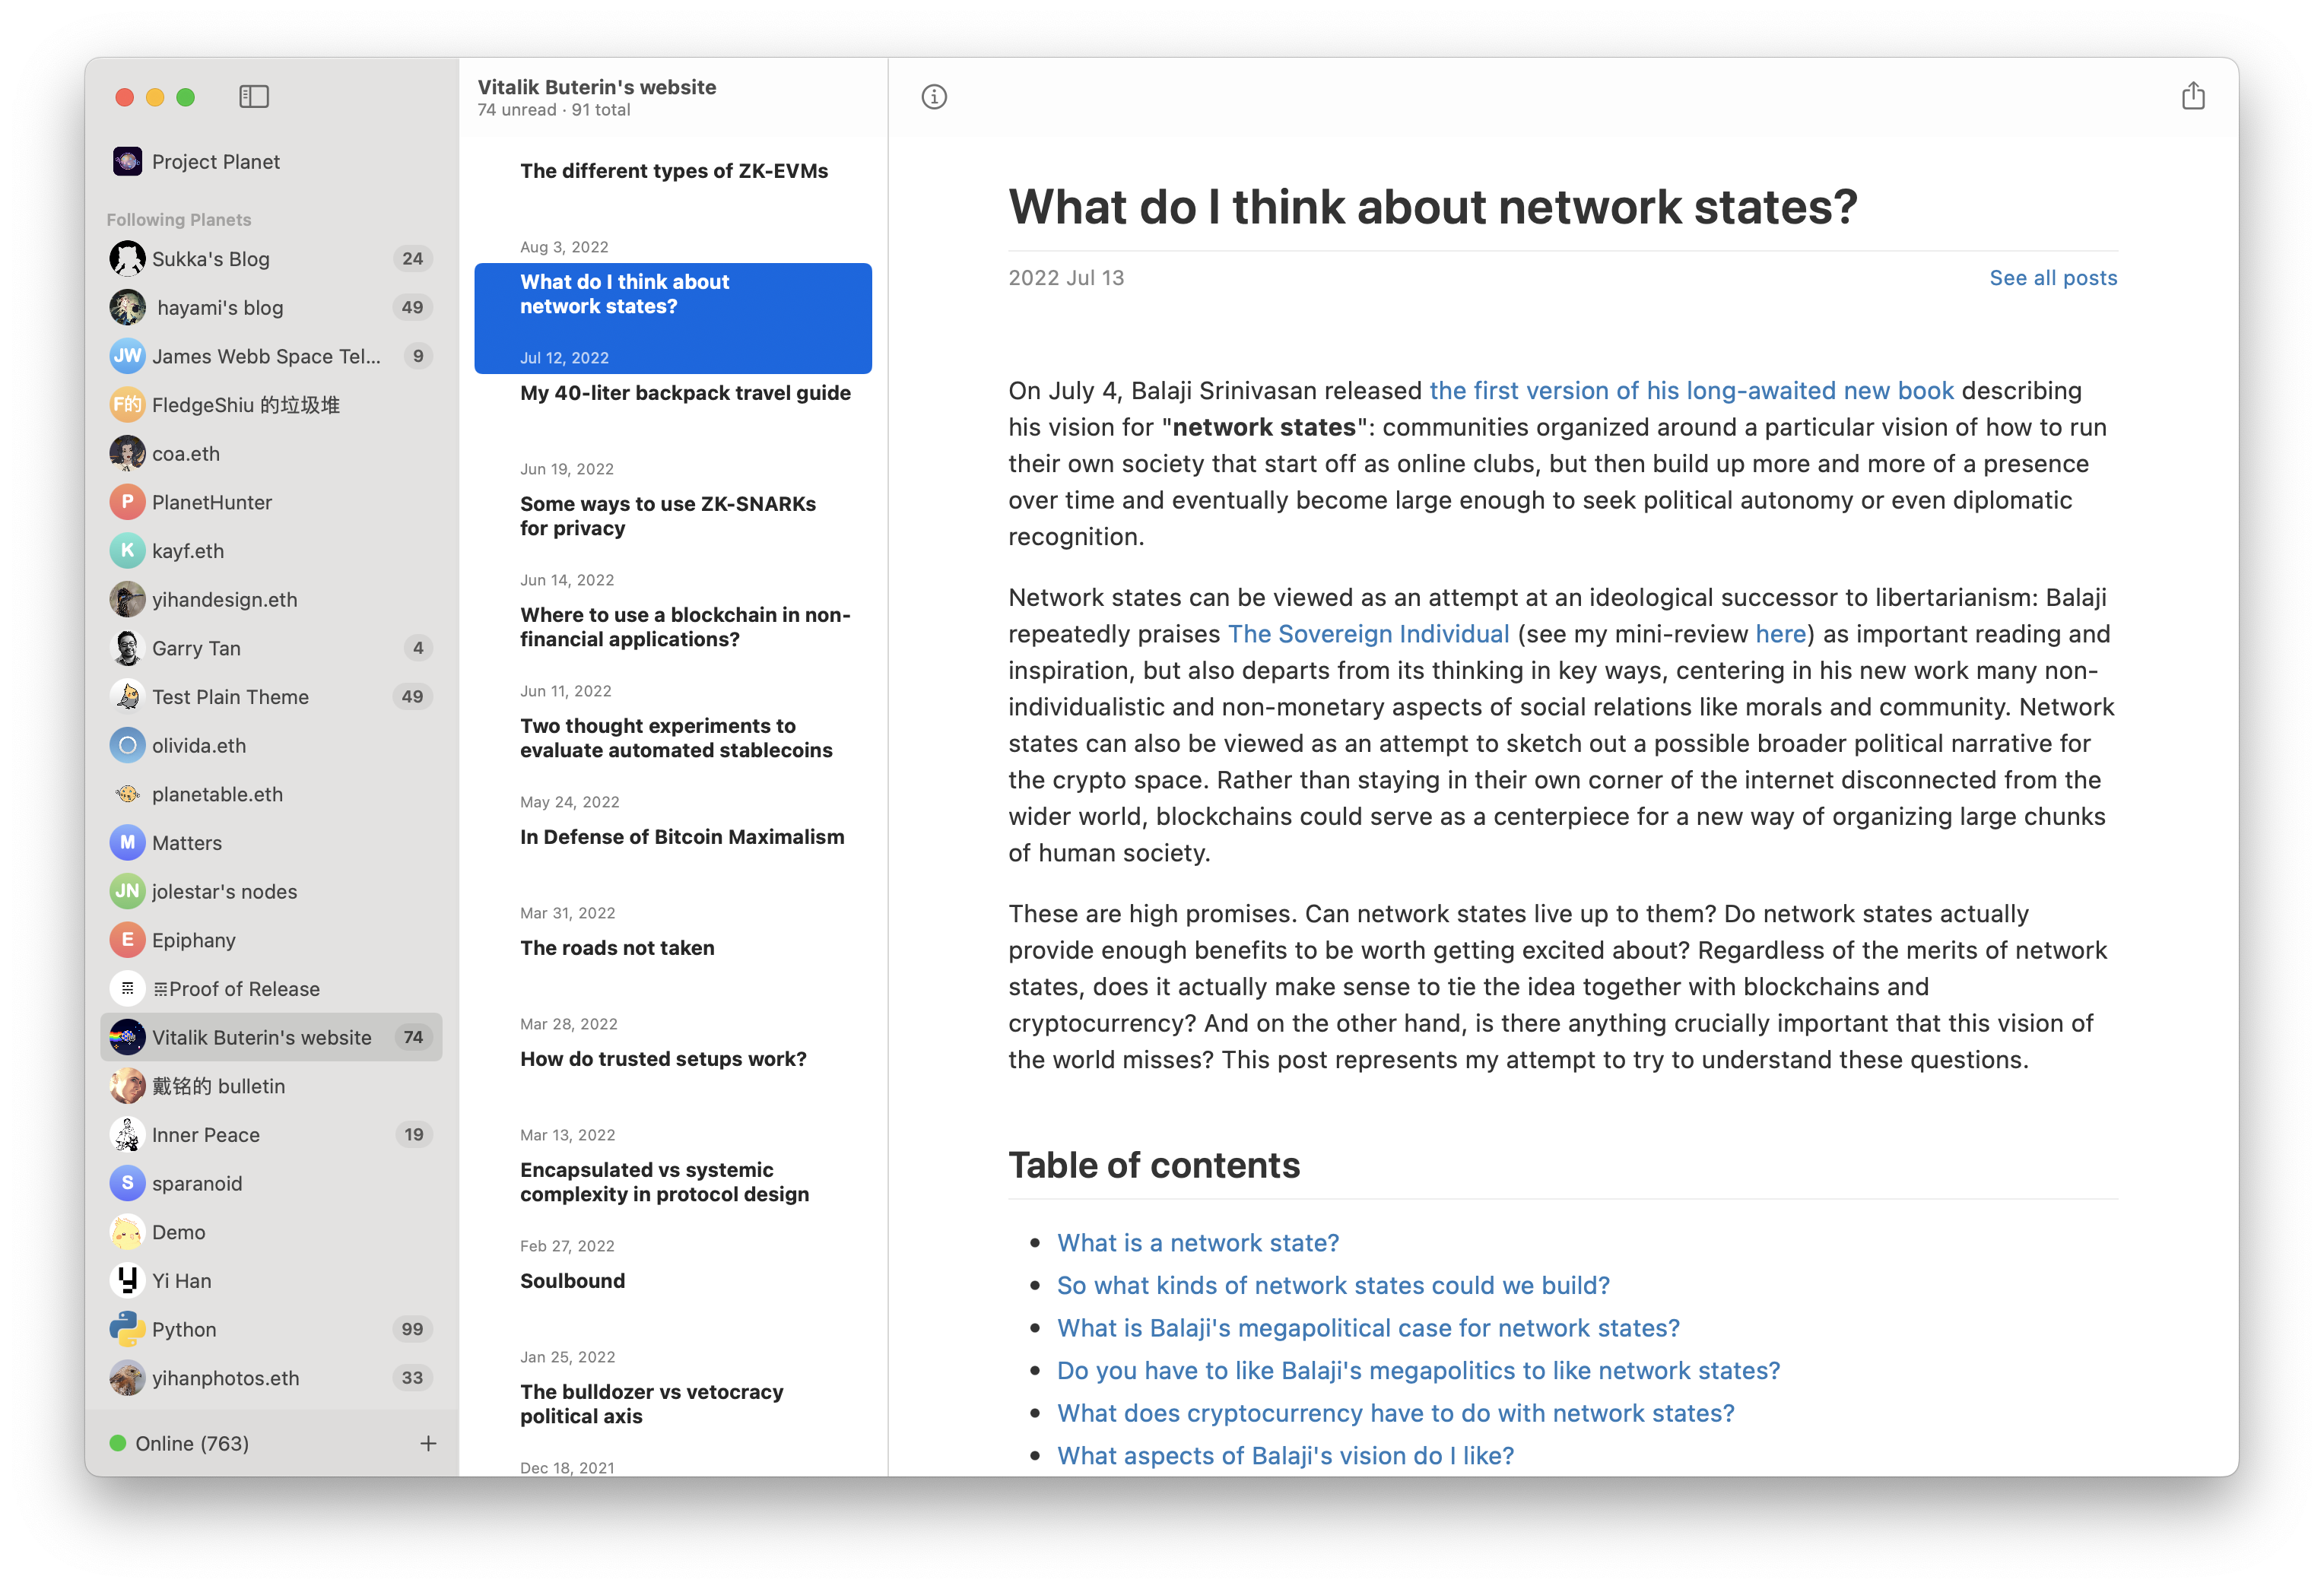 Project Planet
Following Planets
Sukka's Blog 24
hayami's blog 49
JW James Webb Space Tel... 9
F的 FledgeShiu 的垃圾堆
coa.eth
P PlanetHunter
K kayf.eth
yihandesign.eth
Garry Tan 4
Test Plain Theme 49
olivida.eth
planetable.eth
M Matters
JN jolestar's nodes
E Epiphany
Proof of Release
Vitalik Buterin's website 74
戴铭的 bulletin
Inner Peace 19
S sparanoid
Demo
Yi Han
Python 99
yihanphotos.eth 33
Online (763)
Vitalik Buterin's website
74 unread · 91 total
The different types of ZK-EVMs
Aug 3, 2022
What do I think about
network states?
Jul 12, 2022
My 40-liter backpack travel guide
Jun 19, 2022
Some ways to use ZK-SNARKs
for privacy
Jun 14, 2022
Where to use a blockchain in non-
financial applications?
Jun 11, 2022
Two thought experiments to
evaluate automated stablecoins
May 24, 2022
In Defense of Bitcoin Maximalism
Mar 31, 2022
The roads not taken
Mar 28, 2022
How do trusted setups work?
Mar 13, 2022
Encapsulated vs systemic
complexity in protocol design
Feb 27, 2022
Soulbound
Jan 25, 2022
The bulldozer vs vetocracy
political axis
Dec 18, 2021
What do I think about network states?
2022 Jul 13
See all posts
On July 4, Balaji Srinivasan released the first version of his long-awaited new book describing
his vision for "network states": communities organized around a particular vision of how to run
their own society that start off as online clubs, but then build up more and more of a presence
over time and eventually become large enough to seek political autonomy or even diplomatic
recognition.
Network states can be viewed as an attempt at an ideological successor to libertarianism: Balaji
repeatedly praises The Sovereign Individual (see my mini-review here) as important reading and
inspiration, but also departs from its thinking in key ways, centering in his new work many non-
individualistic and non-monetary aspects of social relations like morals and community. Network
states can also be viewed as an attempt to sketch out a possible broader political narrative for
the crypto space. Rather than staying in their own corner of the internet disconnected from the
wider world, blockchains could serve as a centerpiece for a new way of organizing large chunks
of human society.
These are high promises. Can network states live up to them? Do network states actually
provide enough benefits to be worth getting excited about? Regardless of the merits of network
states, does it actually make sense to tie the idea together with blockchains and
cryptocurrency? And on the other hand, is there anything crucially important that this vision of
the world misses? This post represents my attempt to try to understand these questions.
Table of contents
• What is a network state?
• So what kinds of network states could we build?
• What is Balaji's megapolitical case for network states?
• Do you have to like Balaji's megapolitics to like network states?
• What does cryptocurrency have to do with network states?
• What aspects of Balaji's vision do I like?